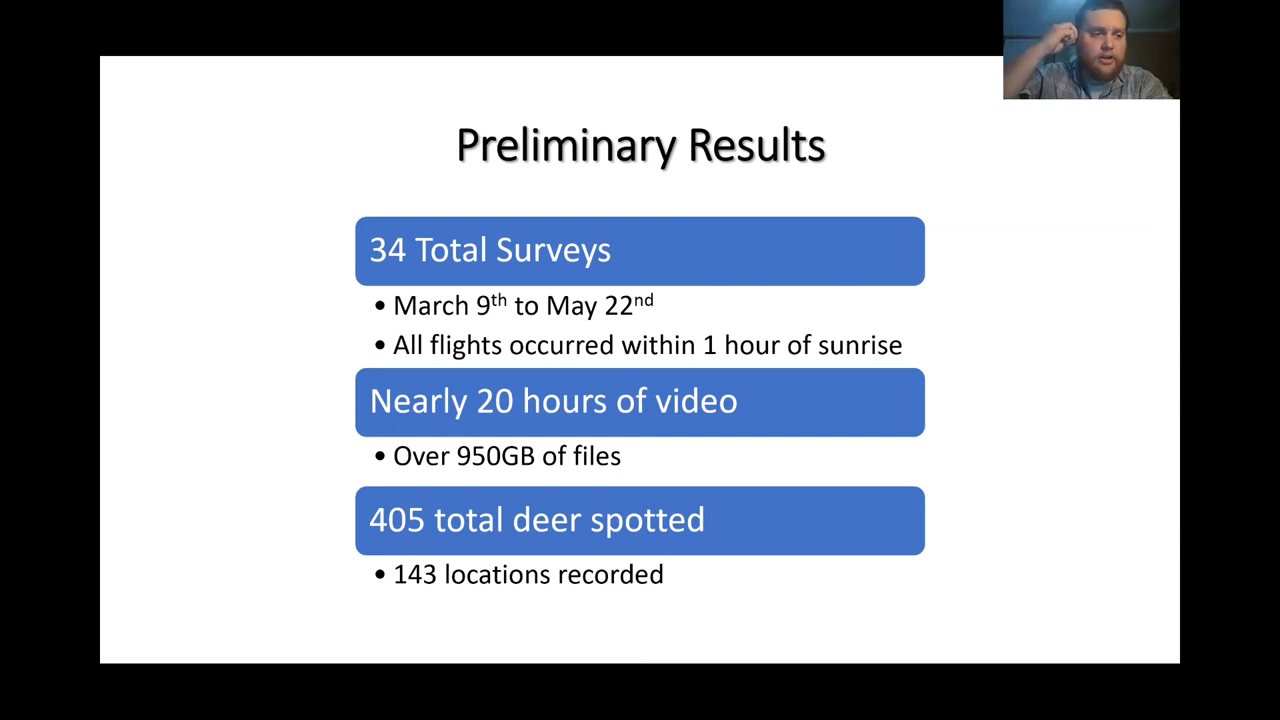 Preliminary Results
34 Total Surveys
• March 9th to May 22nd
• All flights occurred within 1 hour of sunrise
Nearly 20 hours of video
• Over 950GB of files
405 total deer spotted
• 143 locations recorded